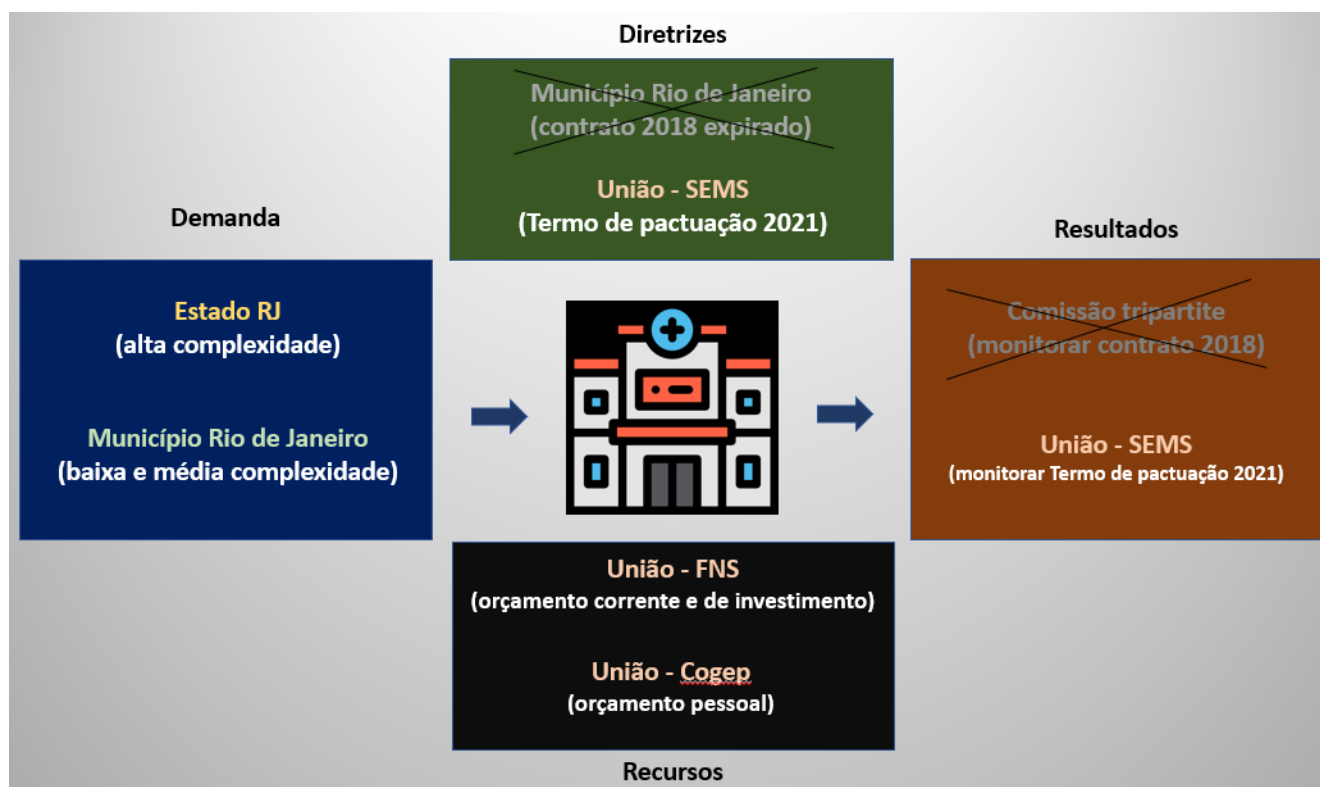 Diretrizes
Município Rio de Janeiro
(contrato 2018 expirado)
União - SEMS
(Termo de pactuação 2021)
Demanda
Estado RJ
(alta complexidade)
Município Rio de Janeiro
(baixa e média complexidade)
Resultados
Comissão tripartite
(monitorar contrato 2018)
União - SEMS
(monitorar Termo de pactuação 2021)
União - FNS
(orçamento corrente e de investimento)
União - Cogep
(orçamento pessoal)
Recursos